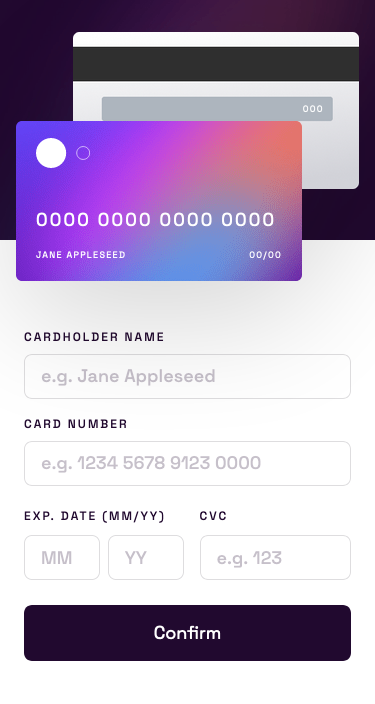 000
0000 0000 0000 0000
JANE APPLESEED 00/00
CARDHOLDER NAME
e.g. Jane Appleseed
CARD NUMBER
e.g. 1234 5678 9123 0000
EXP. DATE (MM/YY) CVC
MM YY e.g. 123
Confirm